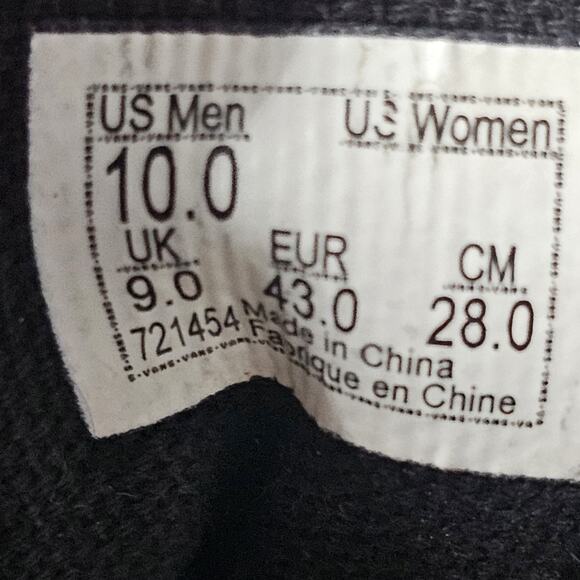 US Men US Women
10.0
UK EUR CM
9.0 43.0 28.0
721454 Made in China
Fabrique en Chine